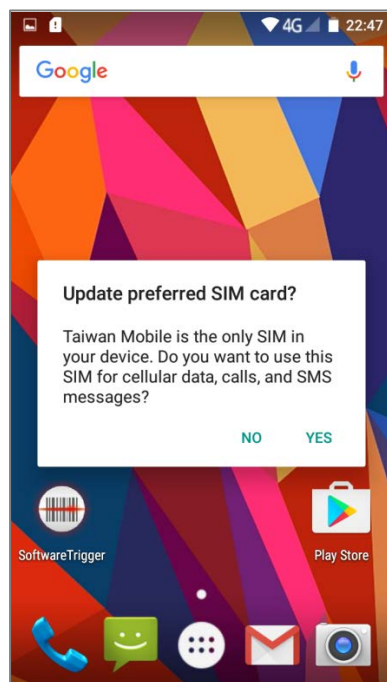 4G 22:47
Google
Update preferred SIM card?
Taiwan Mobile is the only SIM in
your device. Do you want to use this
SIM for cellular data, calls, and SMS
messages?
NO YES
SoftwareTrigger Play Store